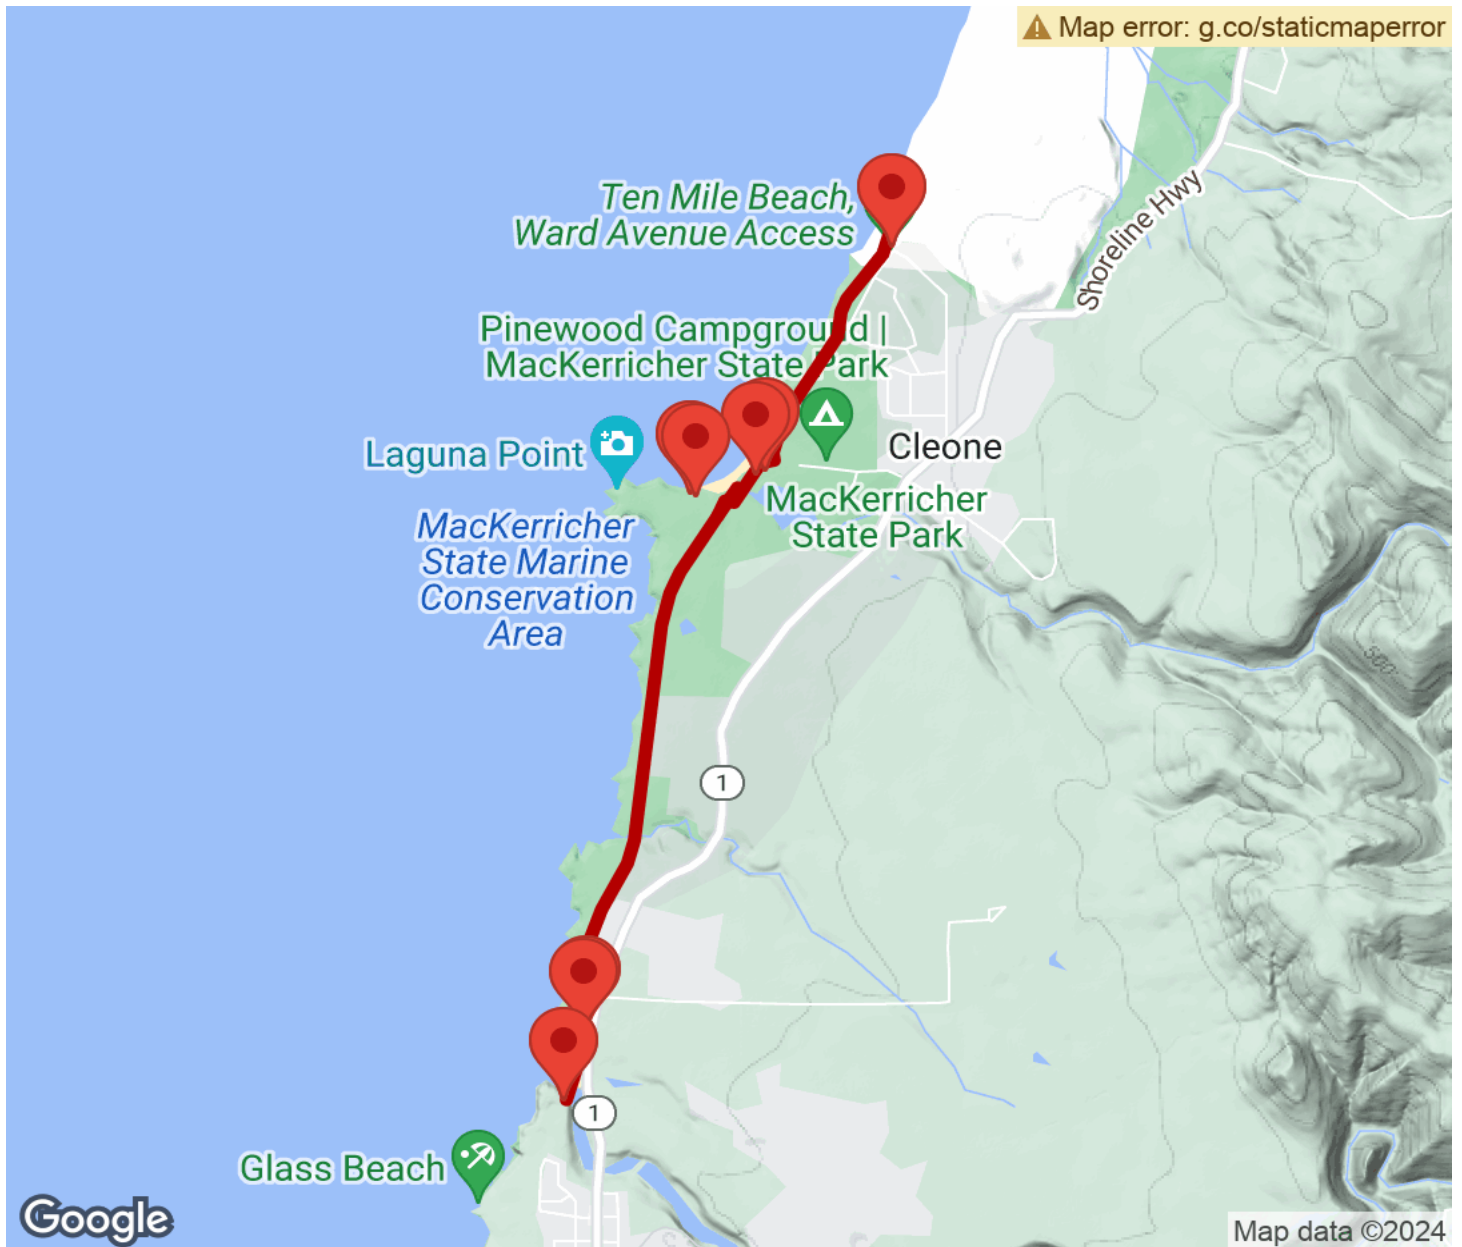 Map error: g.co/staticmaperror
Ten Mile Beach,
Ward Avenue Access
Shoreline Hwy
Pinewood Campground |
MacKerricher State Park
Laguna Point
Cleone
MacKerricher
State Park
MacKerricher
State Marine
Conservation
Area
500
1
1
Glass Beach
Google
Map data ©2024